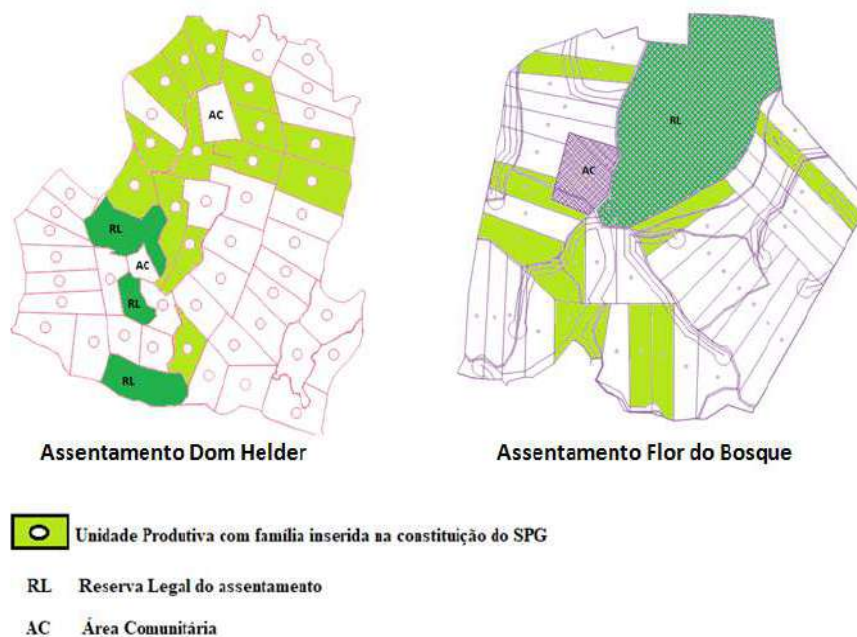 AC
RL
AC
RL
RL
RL
AC
Assentamento Dom Helder
Assentamento Flor do Bosque
Unidade Produtiva com família inserida na constituição do SPG
RL Reserva Legal do assentamento
AC Área Comunitária